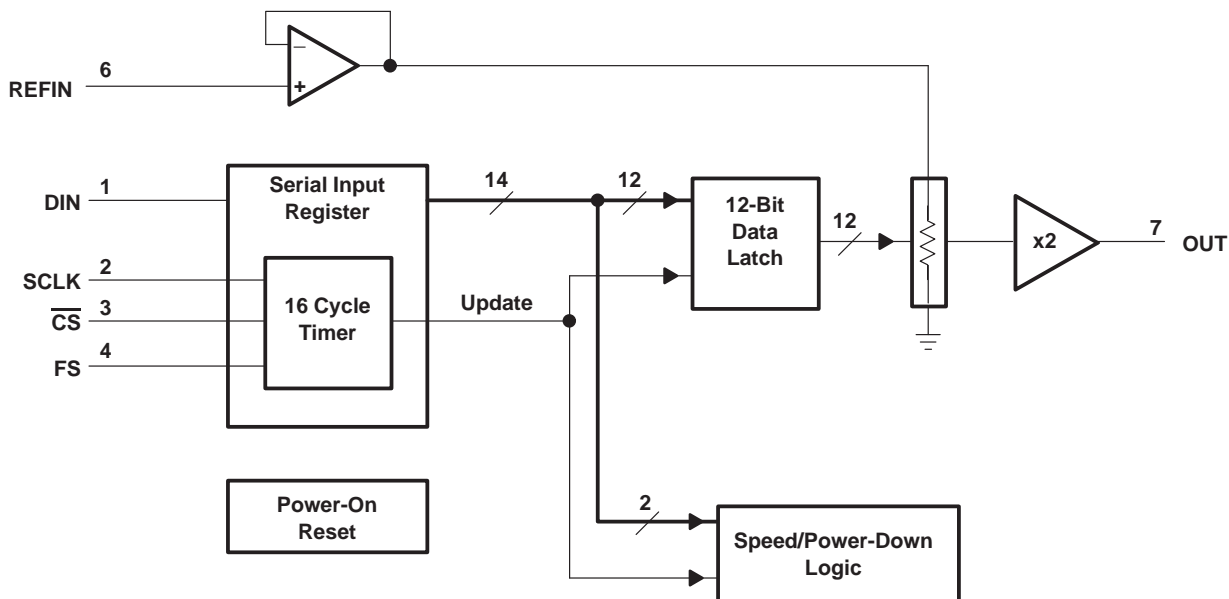 6
REFIN
−
+
1
DIN
Serial Input
Register
14
12
12-Bit
Data
Latch
12
x2
7
OUT
2
SCLK
3
C̅S̅
4
FS
16 Cycle
Timer
Update
Power-On
Reset
2
Speed/Power-Down
Logic